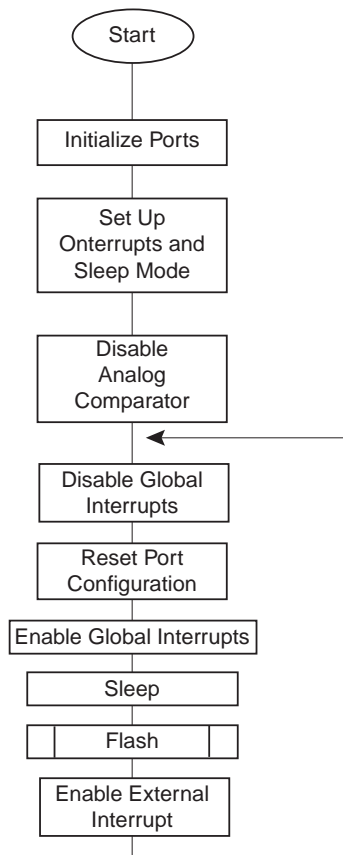 Start
Initialize Ports
Set Up
Onterrupts and
Sleep Mode
Disable
Analog
Comparator
Disable Global
Interrupts
Reset Port
Configuration
Enable Global Interrupts
Sleep
Flash
Enable External
Interrupt